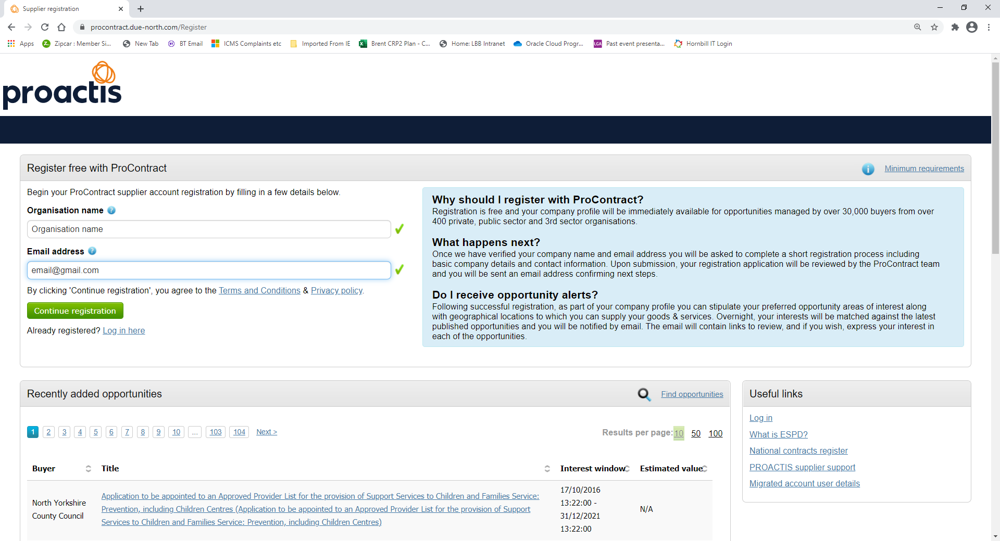 Supplier registration
procontract.due-north.com/Register
Apps Zipcar : Member Si... New Tab BT Email ICMS Complaints etc Imported From IE Brent CRP2 Plan - C... Home: LBB Intranet Oracle Cloud Progr... LGA Past event presenta... Hornbill IT Login
proactis
Register free with ProContract
Minimum requirements
Begin your ProContract supplier account registration by filling in a few details below.
Organisation name
Organisation name
Email address
email@gmail.com
By clicking 'Continue registration', you agree to the Terms and Conditions & Privacy policy.
Continue registration
Already registered? Log in here
Why should I register with ProContract?
Registration is free and your company profile will be immediately available for opportunities managed by over 30,000 buyers from over
400 private, public sector and 3rd sector organisations.
What happens next?
Once we have verified your company name and email address you will be asked to complete a short registration process including
basic company details and contact information. Upon submission, your registration application will be reviewed by the ProContract team
and you will be sent an email address confirming next steps.
Do I receive opportunity alerts?
Following successful registration, as part of your company profile you can stipulate your preferred opportunity areas of interest along
with geographical locations to which you can supply your goods & services. Overnight, your interests will be matched against the latest
published opportunities and you will be notified by email. The email will contain links to review, and if you wish, express your interest in
each of the opportunities.
Recently added opportunities
Find opportunities
1 2 3 4 5 6 7 8 9 10 ... 103 104 Next >
Results per page: 10 50 100
Buyer Title Interest window Estimated value
North Yorkshire
County Council
Application to be appointed to an Approved Provider List for the provision of Support Services to Children and Families Service:
Prevention, including Children Centres (Application to be appointed to an Approved Provider List for the provision of Support
Services to Children and Families Service: Prevention, including Children Centres)
17/10/2016
13:22:00 -
31/12/2021
13:22:00
N/A
Useful links
Log in
What is ESPD?
National contracts register
PROACTIS supplier support
Migrated account user details